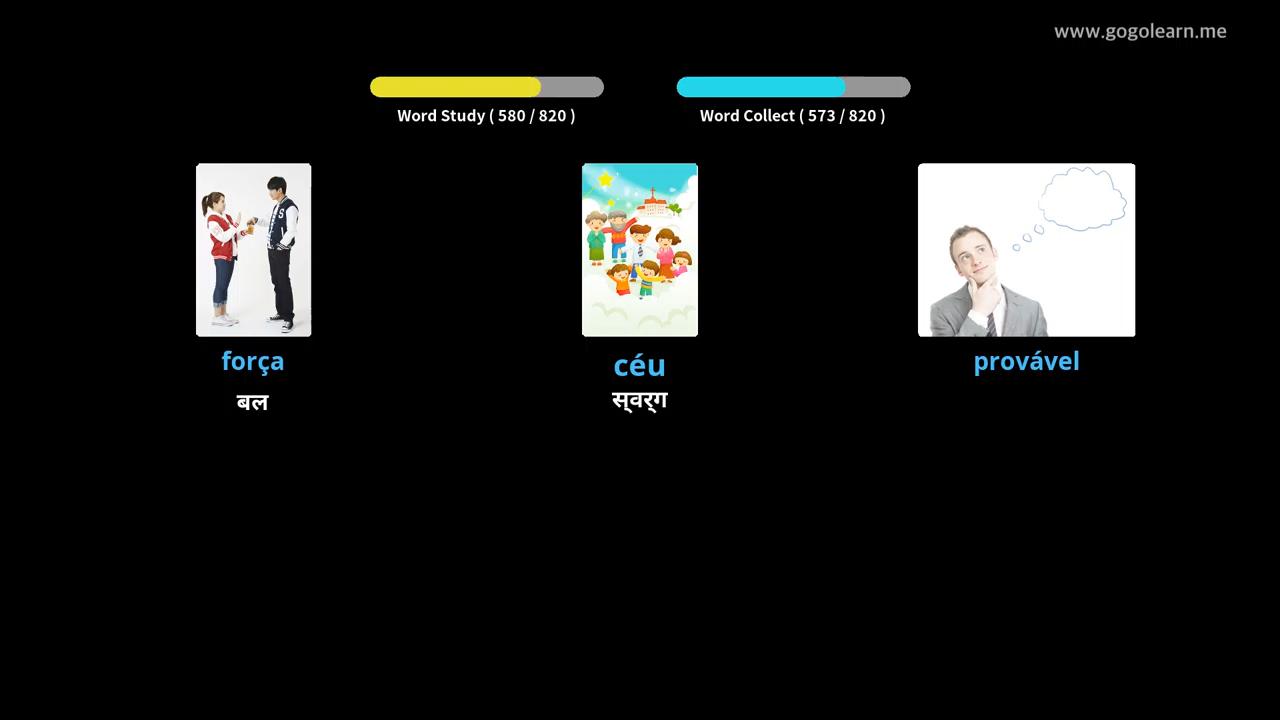 www.gogolearn.me
Word Study ( 580 / 820 )
Word Collect ( 573 / 820 )
força
céu
provável
बल
स्वर्ग